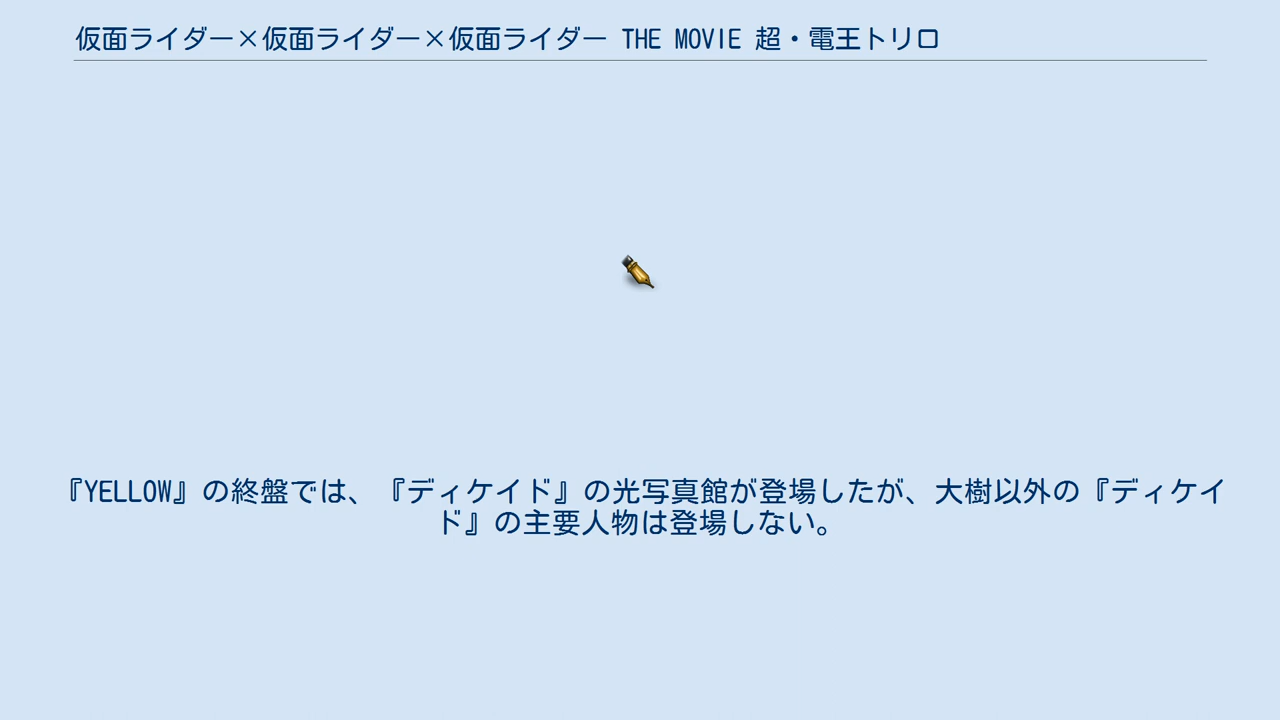 仮面ライダー×仮面ライダー×仮面ライダー THE MOVIE 超・電王トリロ
『YELLOW』の終盤では、『ディケイド』の光写真館が登場したが、大樹以外の『ディケイ
ド』の主要人物は登場しない。